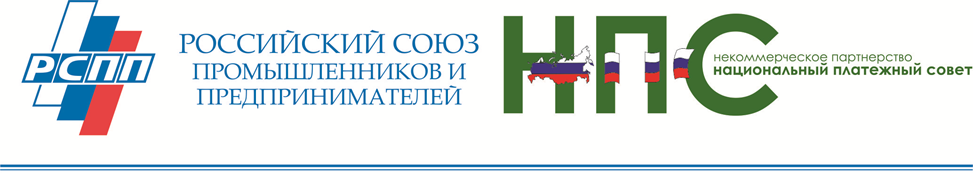 РСПП
РОССИЙСКИЙ СОЮЗ
ПРОМЫШЛЕННИКОВ И
ПРЕДПРИНИМАТЕЛЕЙ
НПС
некоммерческое партнерство
национальный платежный совет